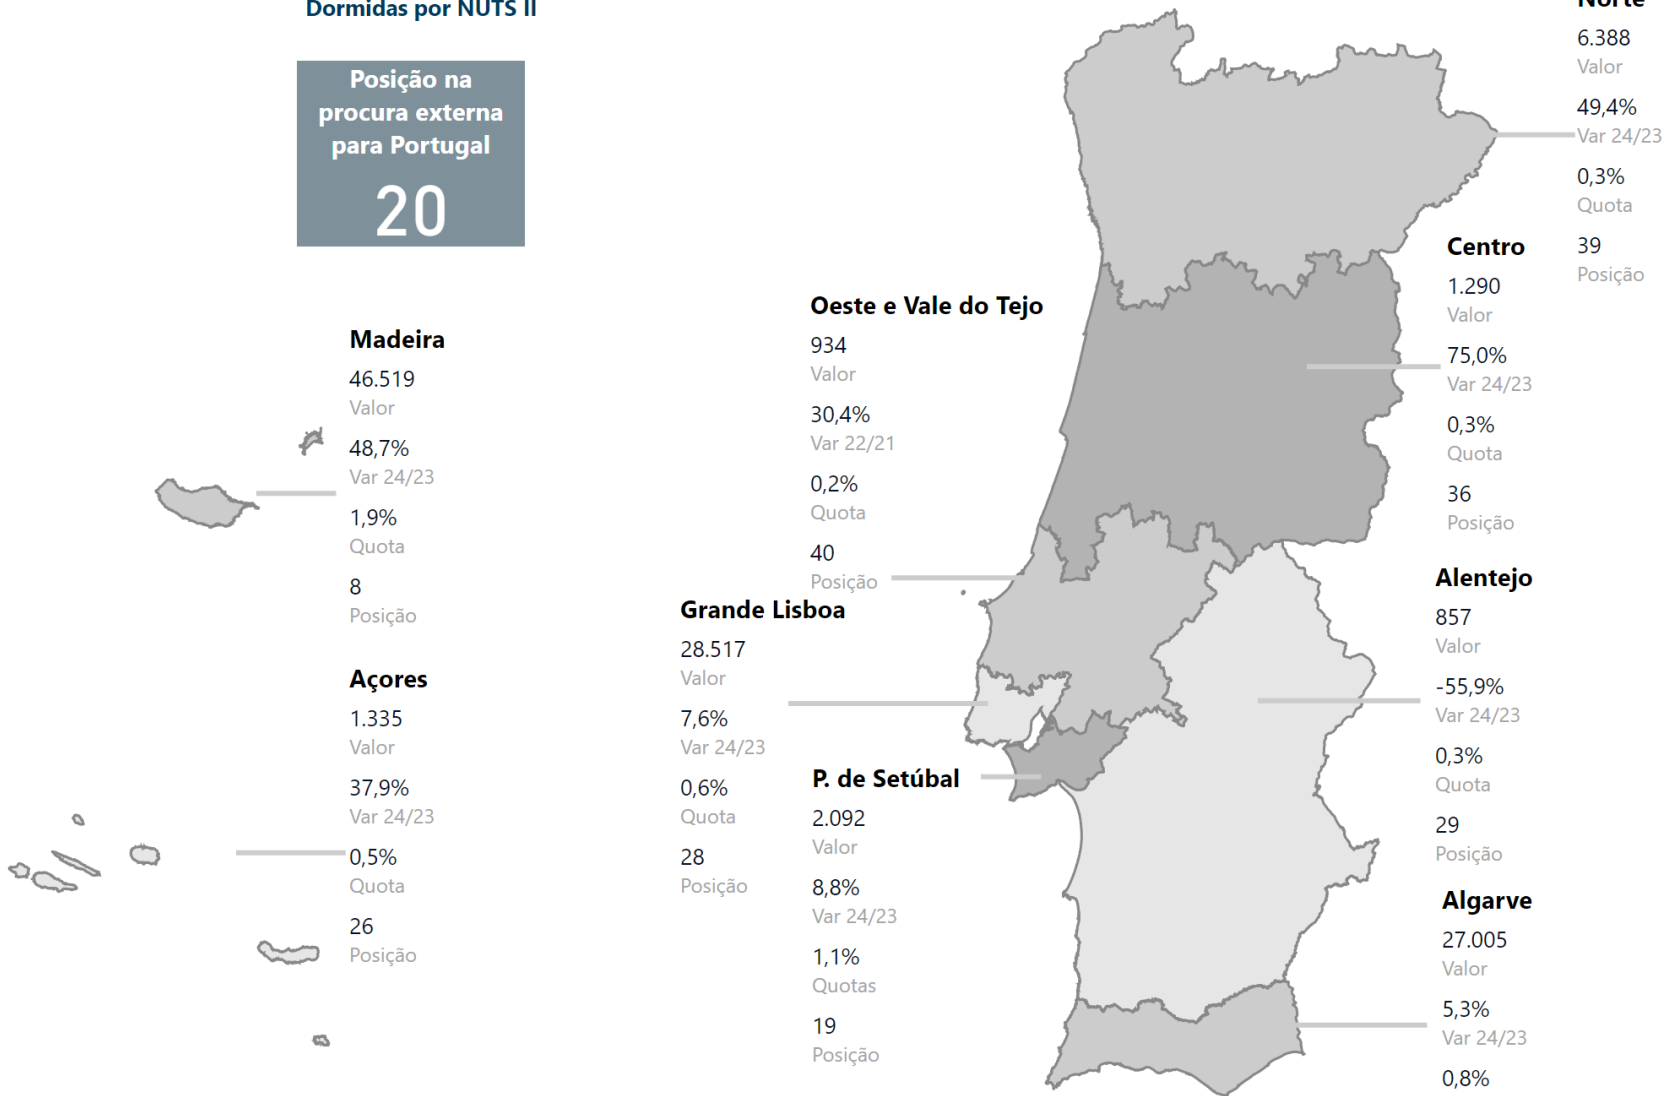 Dormidas por NUTS II
Posição na
procura externa
para Portugal
20
Norte
6.388
Valor
49,4%
Var 24/23
0,3%
Quota
39
Posição
Centro
1.290
Valor
75,0%
Var 24/23
0,3%
Quota
36
Posição
Oeste e Vale do Tejo
934
Valor
30,4%
Var 22/21
0,2%
Quota
40
Posição
Madeira
46.519
Valor
48,7%
Var 24/23
1,9%
Quota
8
Posição
Grande Lisboa
28.517
Valor
7,6%
Var 24/23
0,6%
Quota
28
Posição
Alentejo
857
Valor
-55,9%
Var 24/23
0,3%
Quota
29
Posição
Açores
1.335
Valor
37,9%
Var 24/23
0,5%
Quota
26
Posição
P. de Setúbal
2.092
Valor
8,8%
Var 24/23
1,1%
Quotas
19
Posição
Algarve
27.005
Valor
5,3%
Var 24/23
0,8%